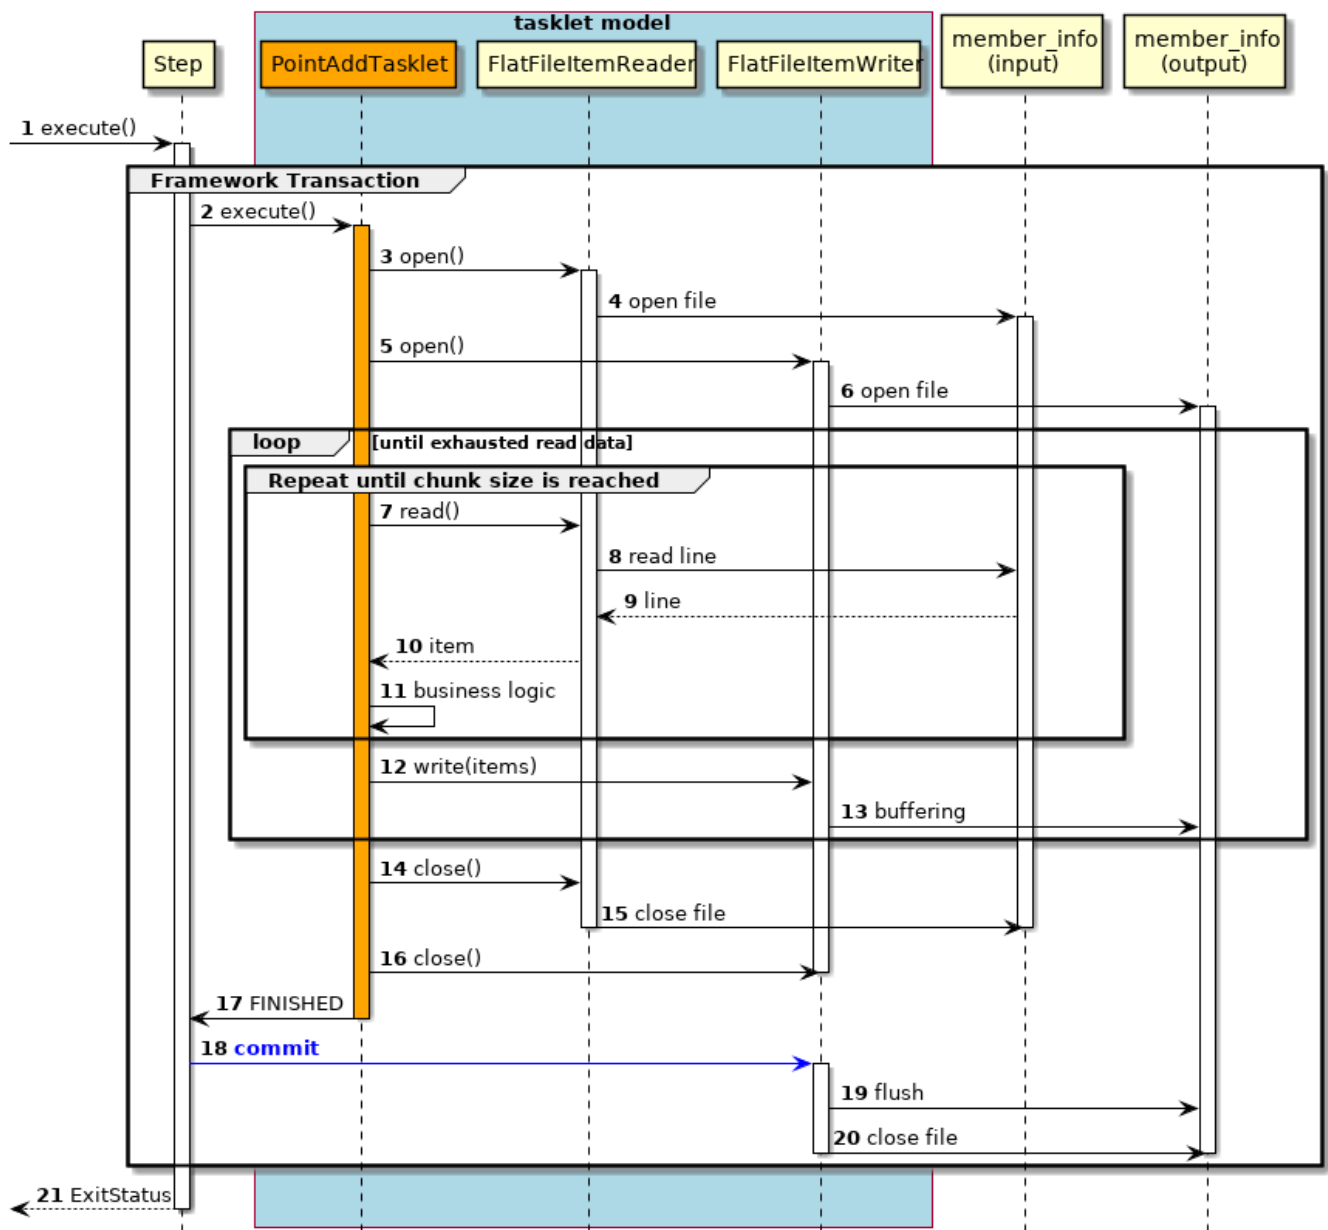 tasklet model
Step
PointAddTasklet
FlatFileItemReader
FlatFileItemWriter
member_info
(input)
member_info
(output)
1 execute()
Framework Transaction
2 execute()
3 open()
4 open file
5 open()
6 open file
loop [until exhausted read data]
Repeat until chunk size is reached
7 read()
8 read line
9 line
10 item
11 business logic
12 write(items)
13 buffering
14 close()
15 close file
16 close()
17 FINISHED
18 commit
19 flush
20 close file
21 ExitStatus